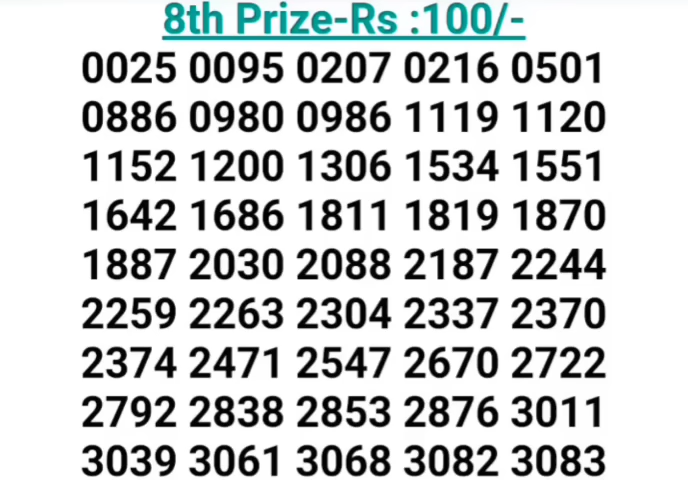 8th Prize-Rs :100/-
0025 0095 0207 0216 0501
0886 0980 0986 1119 1120
1152 1200 1306 1534 1551
1642 1686 1811 1819 1870
1887 2030 2088 2187 2244
2259 2263 2304 2337 2370
2374 2471 2547 2670 2722
2792 2838 2853 2876 3011
3039 3061 3068 3082 3083